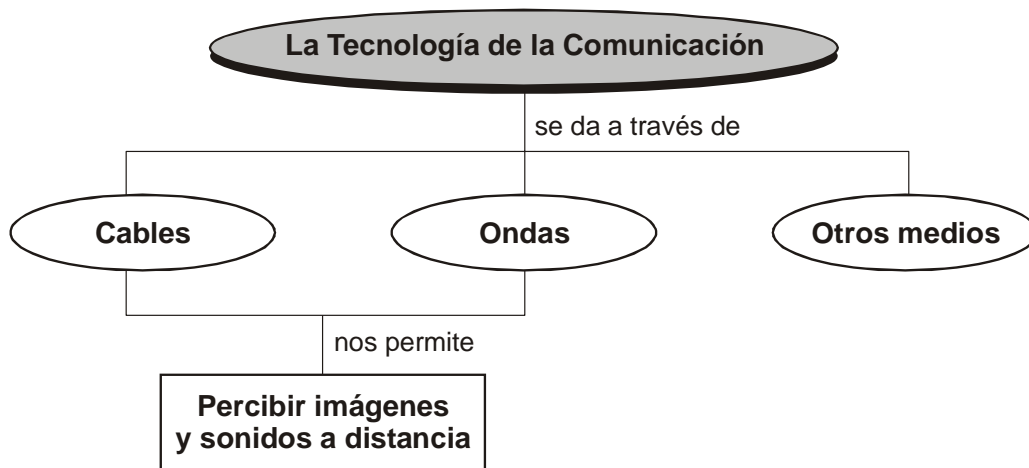 La Tecnología de la Comunicación
se da a través de
Cables
Ondas
Otros medios
nos permite
Percibir imágenes
y sonidos a distancia